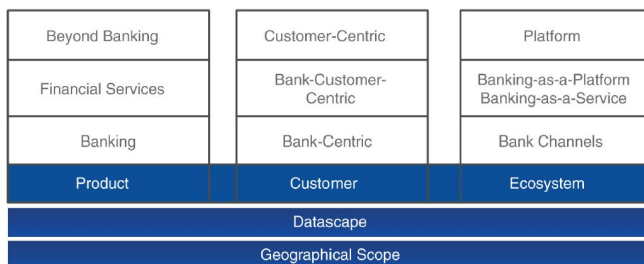 Beyond Banking
Customer-Centric
Platform
Financial Services
Bank-Customer-
Centric
Banking-as-a-Platform
Banking-as-a-Service
Banking
Bank-Centric
Bank Channels
Product
Customer
Ecosystem
Datascape
Geographical Scope